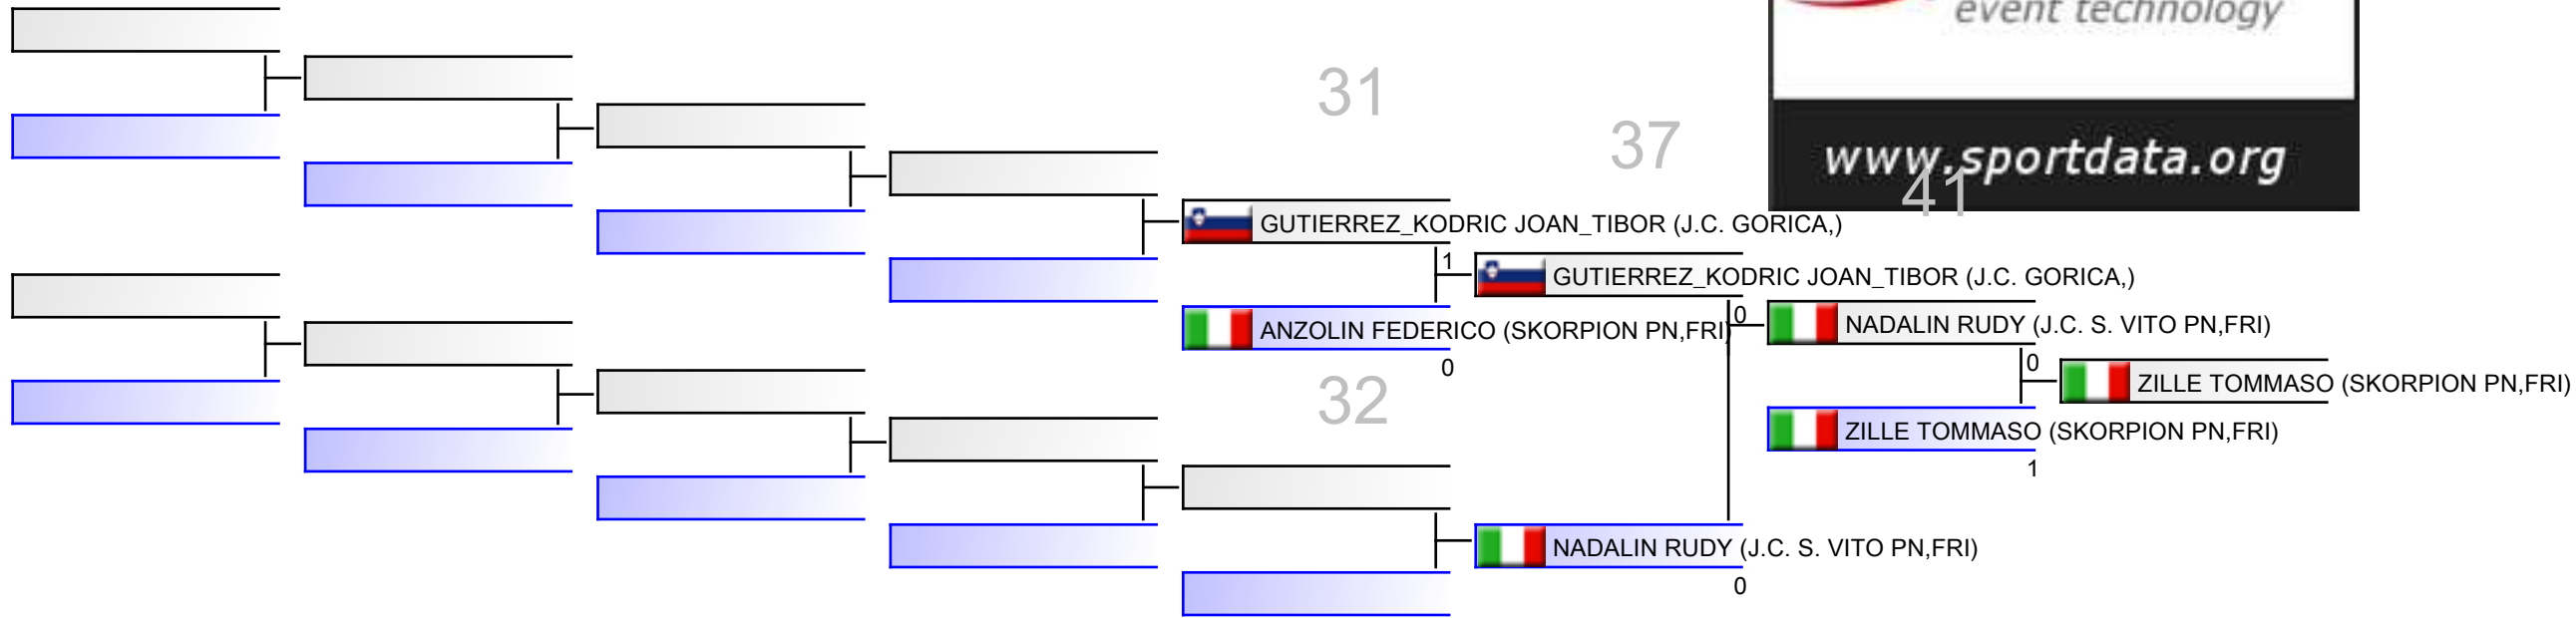 event technology
www.sportdata.org
31
37
41
GUTIERREZ_KODRIC JOAN_TIBOR (J.C. GORICA,)
1
GUTIERREZ_KODRIC JOAN_TIBOR (J.C. GORICA,)
0
ANZOLIN FEDERICO (SKORPION PN,FRI)
0
NADALIN RUDY (J.C. S. VITO PN,FRI)
0
ZILLE TOMMASO (SKORPION PN,FRI)
ZILLE TOMMASO (SKORPION PN,FRI)
1
32
NADALIN RUDY (J.C. S. VITO PN,FRI)
0